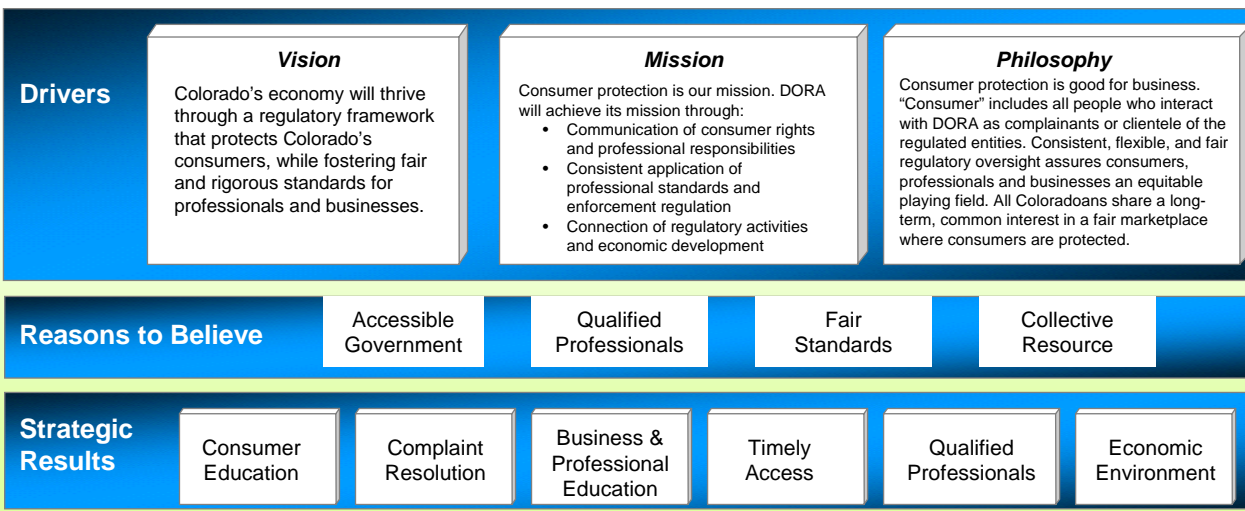 Drivers
Vision
Colorado’s economy will thrive
through a regulatory framework
that protects Colorado’s
consumers, while fostering fair
and rigorous standards for
professionals and businesses.
Mission
Consumer protection is our mission. DORA
will achieve its mission through:
• Communication of consumer rights
and professional responsibilities
• Consistent application of
professional standards and
enforcement regulation
• Connection of regulatory activities
and economic development
Philosophy
Consumer protection is good for business.
“Consumer” includes all people who interact
with DORA as complainants or clientele of the
regulated entities. Consistent, flexible, and fair
regulatory oversight assures consumers,
professionals and businesses an equitable
playing field. All Coloradoans share a long-
term, common interest in a fair marketplace
where consumers are protected.
Reasons to Believe
Accessible
Government
Qualified
Professionals
Fair
Standards
Collective
Resource
Strategic
Results
Consumer
Education
Complaint
Resolution
Business &
Professional
Education
Timely
Access
Qualified
Professionals
Economic
Environment